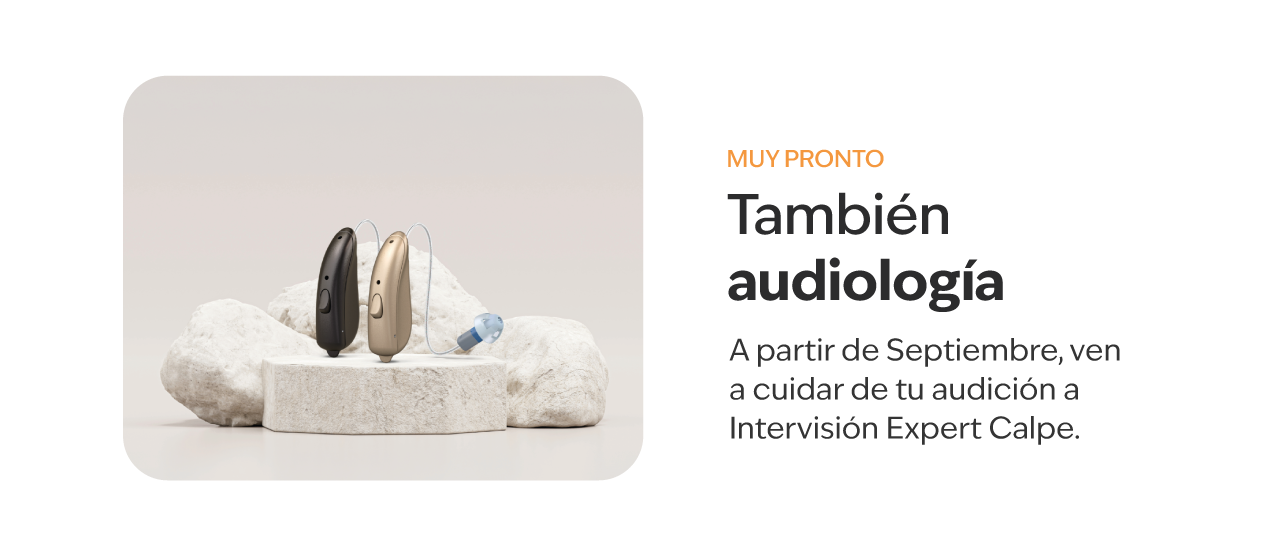 MUY PRONTO
También
audiología
A partir de Septiembre, ven
a cuidar de tu audición a
Intervisión Expert Calpe.